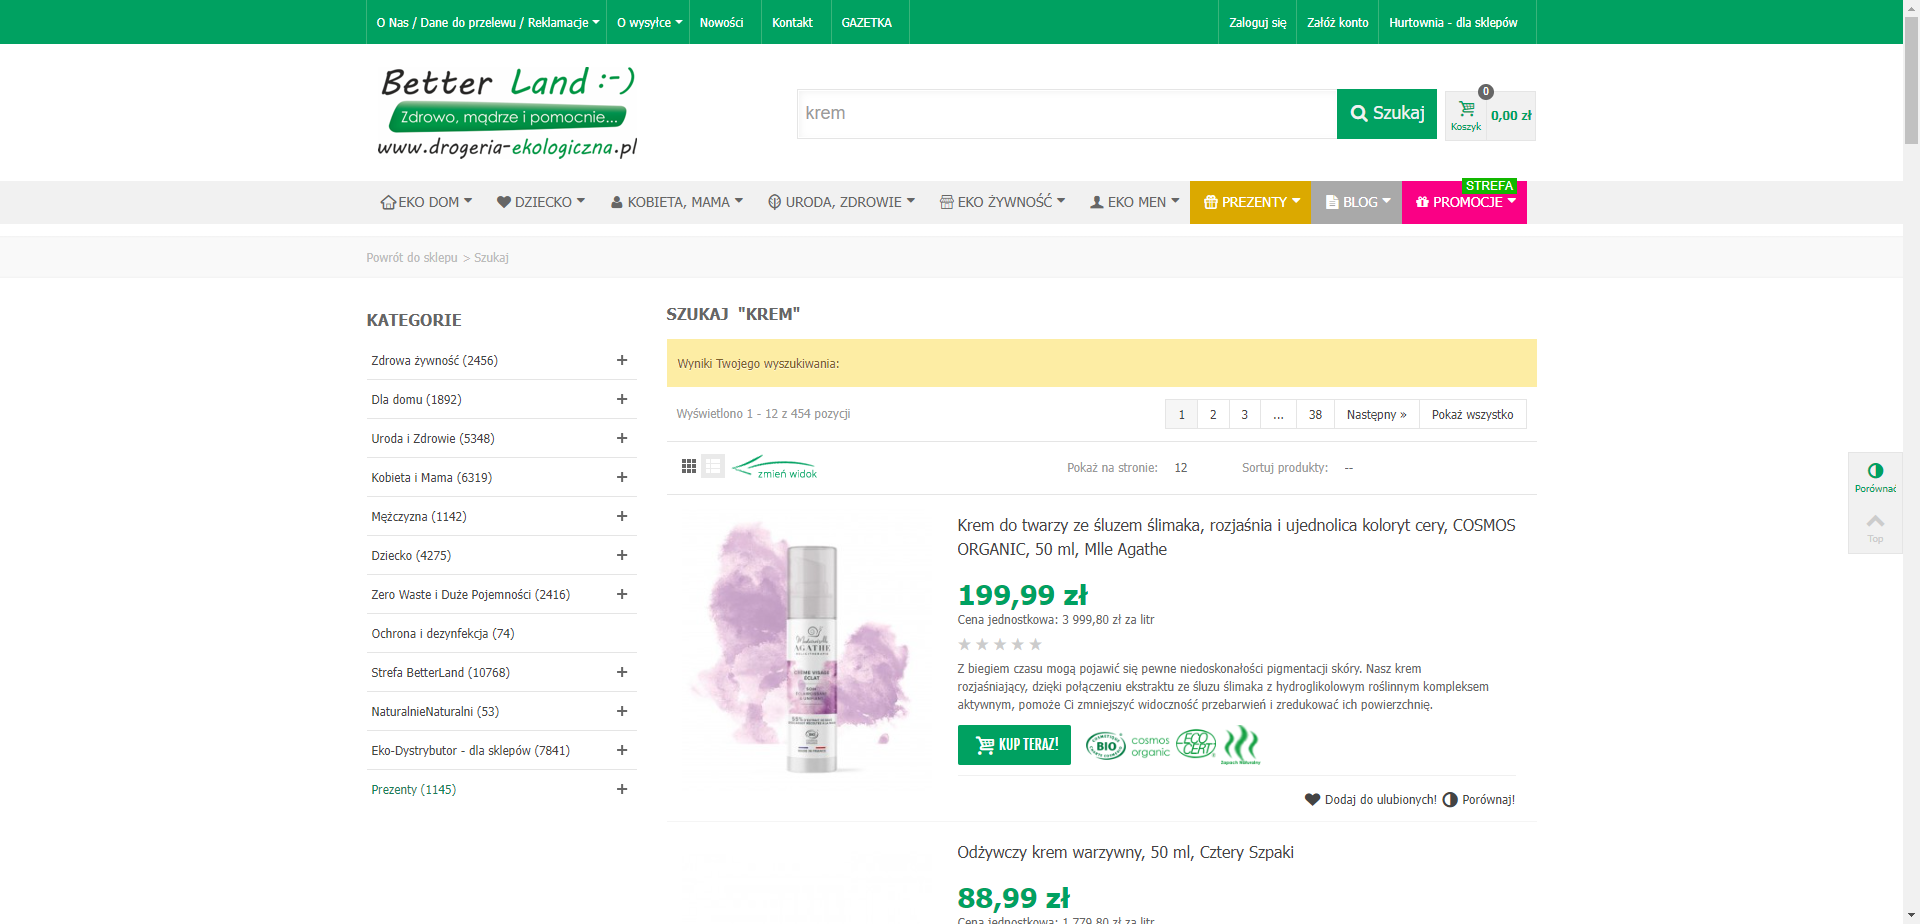 O Nas / Dane do przelewu / Reklamacje
O wysyłce
Nowości
Kontakt
GAZETKA
Zaloguj się
Załóż konto
Hurtownia - dla sklepów
Better Land :-)
Zdrowo, mądrze i pomocnie...
www.drogeria-ekologiczna.pl
krem
Szukaj
0
Koszyk
0,00 zł
EKO DOM
DZIECKO
KOBIETA, MAMA
URODA, ZDROWIE
EKO ŻYWNOŚĆ
EKO MEN
PREZENTY
BLOG
STREFA
PROMOCJE
Powrót do sklepu > Szukaj
KATEGORIE
Zdrowa żywność (2456)
Dla domu (1892)
Uroda i Zdrowie (5348)
Kobieta i Mama (6319)
Mężczyzna (1142)
Dziecko (4275)
Zero Waste i Duże Pojemności (2416)
Ochrona i dezynfekcja (74)
Strefa BetterLand (10768)
NaturalnieNaturalni (53)
Eko-Dystrybutor - dla sklepów (7841)
Prezenty (1145)
SZUKAJ "KREM"
Wyniki Twojego wyszukiwania:
Wyświetlono 1 - 12 z 454 pozycji
1 2 3 ... 38 Następny » Pokaż wszystko
zmień widok
Pokaż na stronie: 12
Sortuj produkty: --
Mademoiselle
AGATHE
CRÈME VISAGE
ÉCLAT
Krem do twarzy ze śluzem ślimaka, rozjaśnia i ujednolica koloryt cery, COSMOS
ORGANIC, 50 ml, Mlle Agathe
199,99 zł
Cena jednostkowa: 3 999,80 zł za litr
Z biegiem czasu mogą pojawić się pewne niedoskonałości pigmentacji skóry. Nasz krem
rozjaśniający, dzięki połączeniu ekstraktu ze śluzu ślimaka z hydroglikolowym roślinnym kompleksem
aktywnym, pomoże Ci zmniejszyć widoczność przebarwień i zredukować ich powierzchnię.
KUP TERAZ!
BIO
cosmos
organic
ECO
CERT
Zapach Naturalny
Dodaj do ulubionych!
Porównaj!
Odżywczy krem warzywny, 50 ml, Cztery Szpaki
88,99 zł
Cena jednostkowa: 1 779,80 zł za litr
Porównać
Top